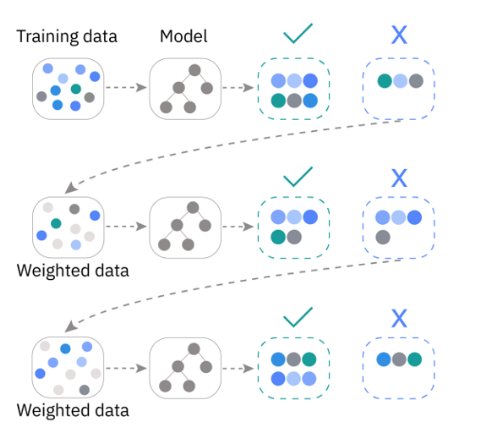 Training data Model X
X
Weighted data
X
Weighted data